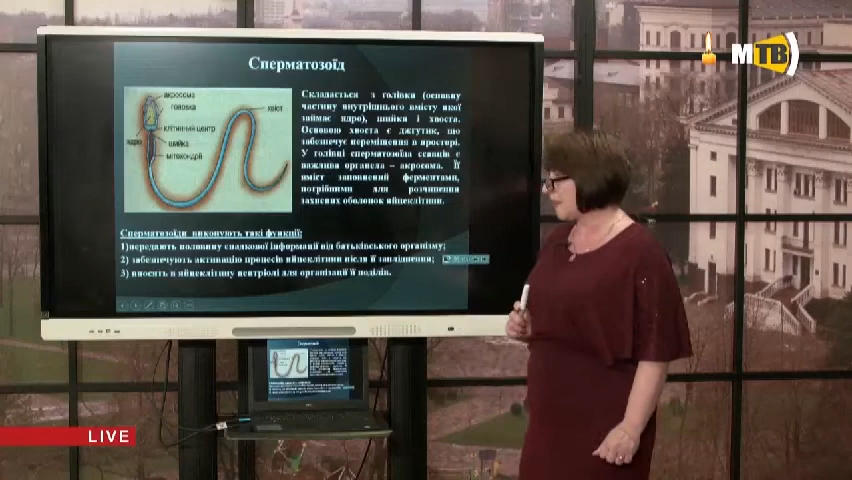 МТВ
Сперматозоїд
акросома
головка
клітинний центр
ядро
шийка
мітохондрії
хвіст
Складається з голівки (основну
частину внутрішнього вмісту якої
займає ядро), шийки і хвоста.
Основою хвоста є джгутик, що
забезпечує переміщення в просторі.
У голівці сперматозоїда ссавців є
важлива органела – акросома. Її
вміст заповнений ферментами,
потрібними для розчинення
захисних оболонок яйцеклітини.
Сперматозоїди виконують такі функції:
1)передають половину спадкової інформації від батьківського організму;
2) забезпечують активацію процесів яйцеклітини після її запліднення;
3) вносять в яйцеклітину центріолі для організації її поділів.
Сперматозоїд
LIVE